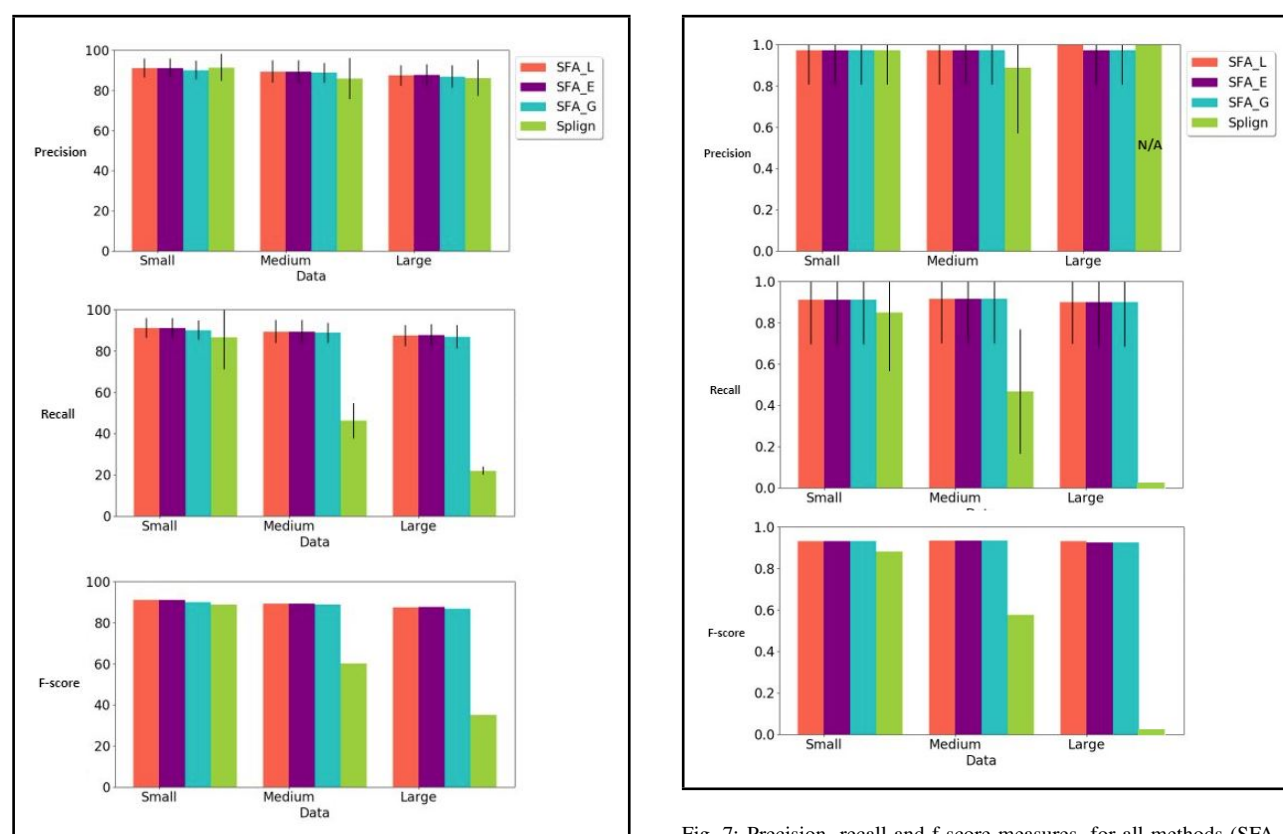 100
80
60
40
20
0
Precision
Small Medium Large
Data
SFA_L
SFA_E
SFA_G
Splign
100
80
60
40
20
0
Recall
Small Medium Large
Data
100
80
60
40
20
0
F-score
Small Medium Large
Data
1.0
0.8
0.6
0.4
0.2
0.0
Precision
N/A
Small Medium Large
SFA_L
SFA_E
SFA_G
Splign
1.0
0.8
0.6
0.4
0.2
0.0
Recall
Small Medium Large
1.0
0.8
0.6
0.4
0.2
0.0
F-score
Small Medium Large
Data
Fig. 7: Precision, recall and f-score measures, for all methods (SFA